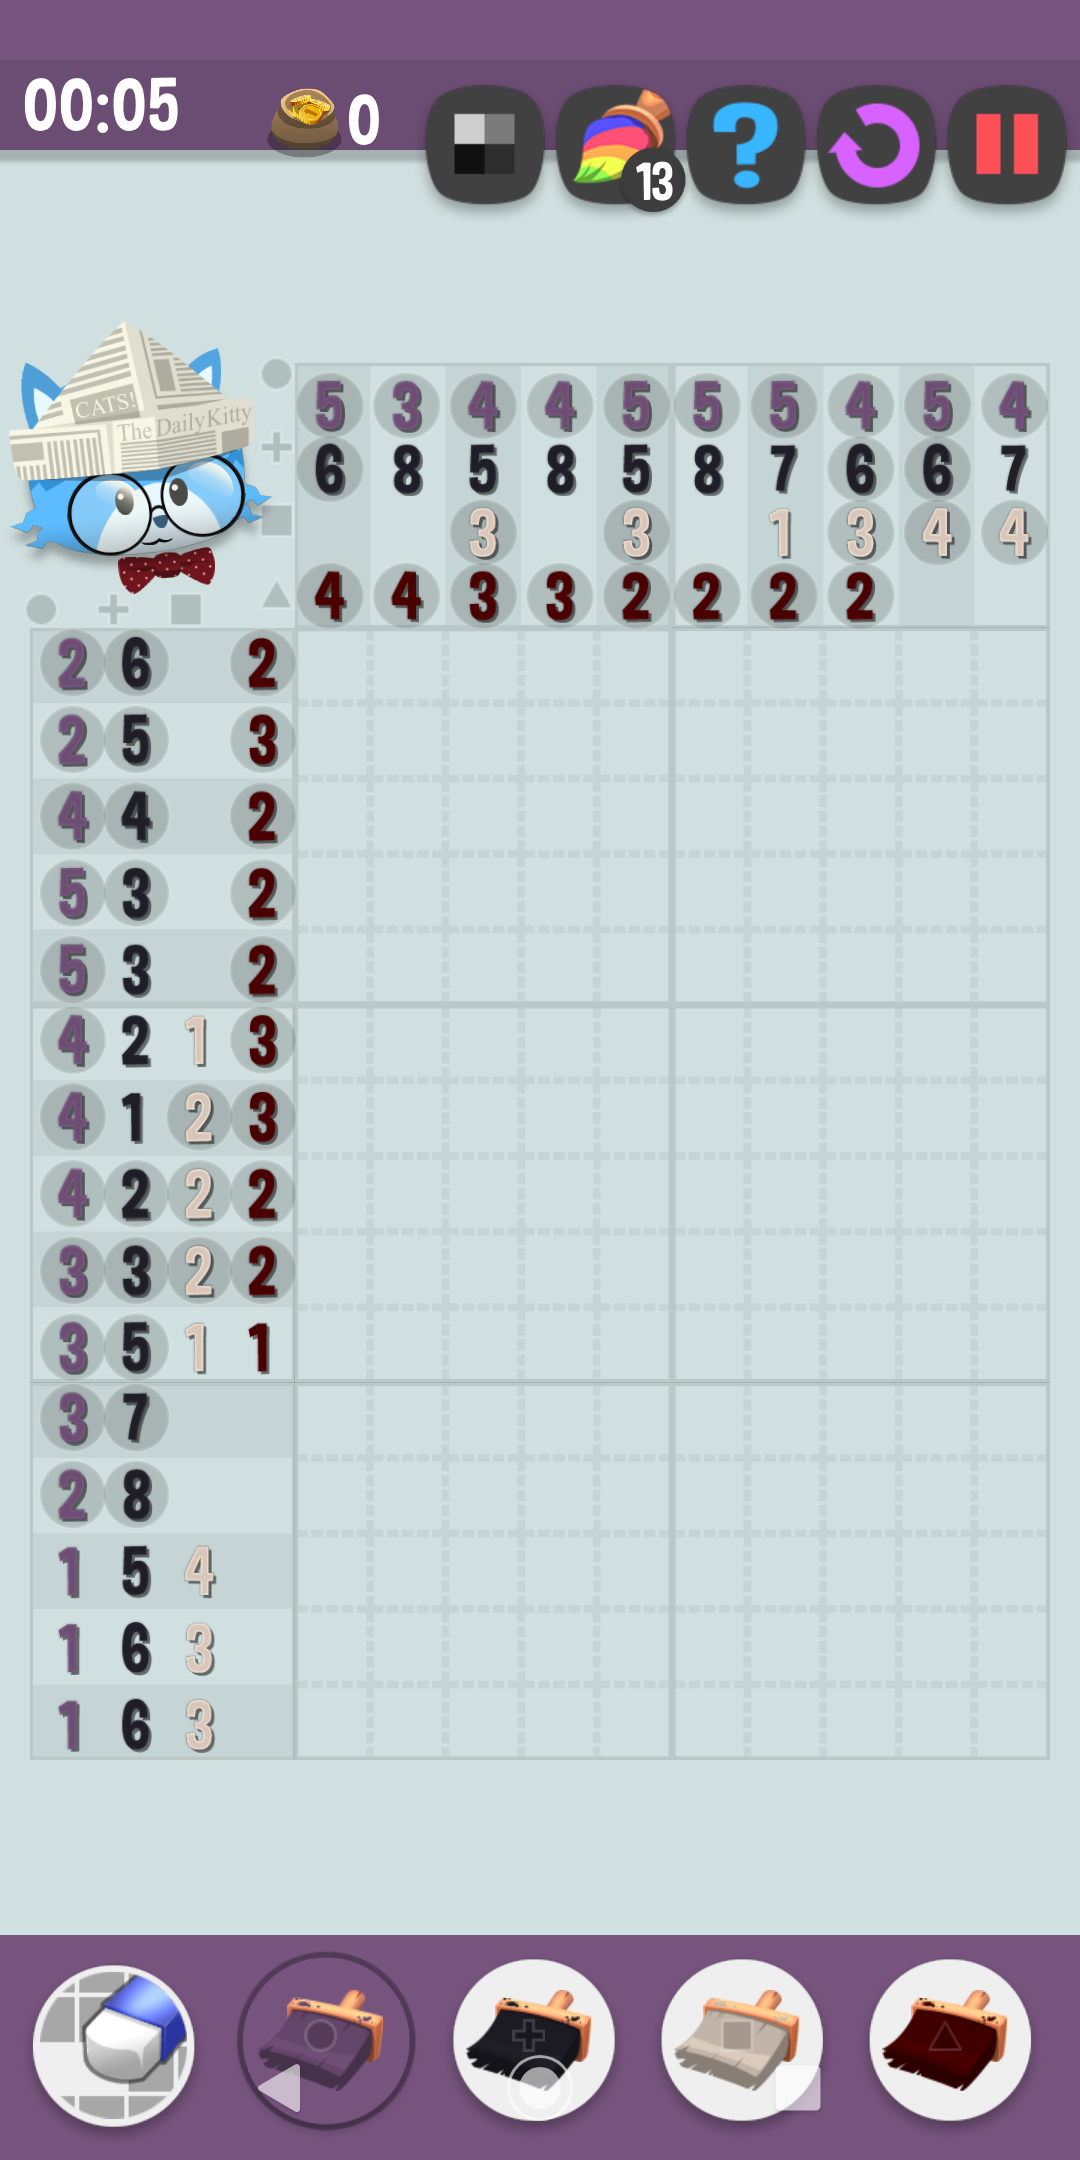 00:05 0
13
CATS!
The DailyKitty
5 3 4 4 5 5 5 4 5 4
6 8 5 8 5 8 7 6 6 7
3 3 1 3 4 4
4 4 3 3 2 2 2 2
2 6 2
2 5 3
4 4 2
5 3 2
5 3 2
4 2 1 3
4 1 2 3
4 2 2 2
3 3 2 2
3 5 1 1
3 7
2 8
1 5 4
1 6 3
1 6 3